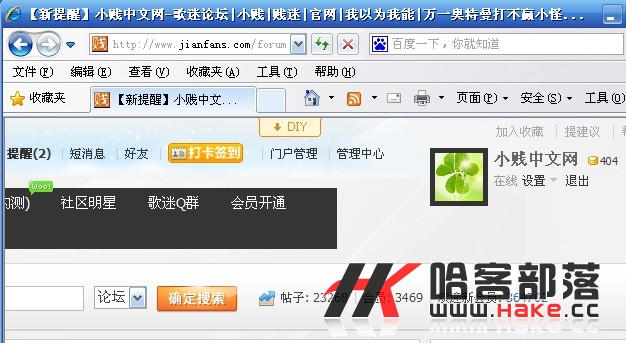 【新提醒】小贱中文网-歌迷论坛|小贱|贱迷|官网|我以为我能|万一奥特曼打不赢小怪...
贱 http://www.jianfans.com/forum 百度一下，你就知道
文件(F) 编辑(E) 查看(V) 收藏夹(A) 工具(T) 帮助(H)
收藏夹 贱 【新提醒】小贱中文... 页面(P) 安全(S) 工具(O)
DIY 加入收藏 | 提建议 |
提醒(2) 短消息 好友 打卡签到 门户管理 管理中心 小贱中文网 404
在线 设置 退出
Woo!
测) 社区明星 歌迷Q群 会员开通
论坛 确定搜索 帖子: 23268 | 会员: 3469 欢迎新会员:
HK 哈客部落
www.HAKE.cc